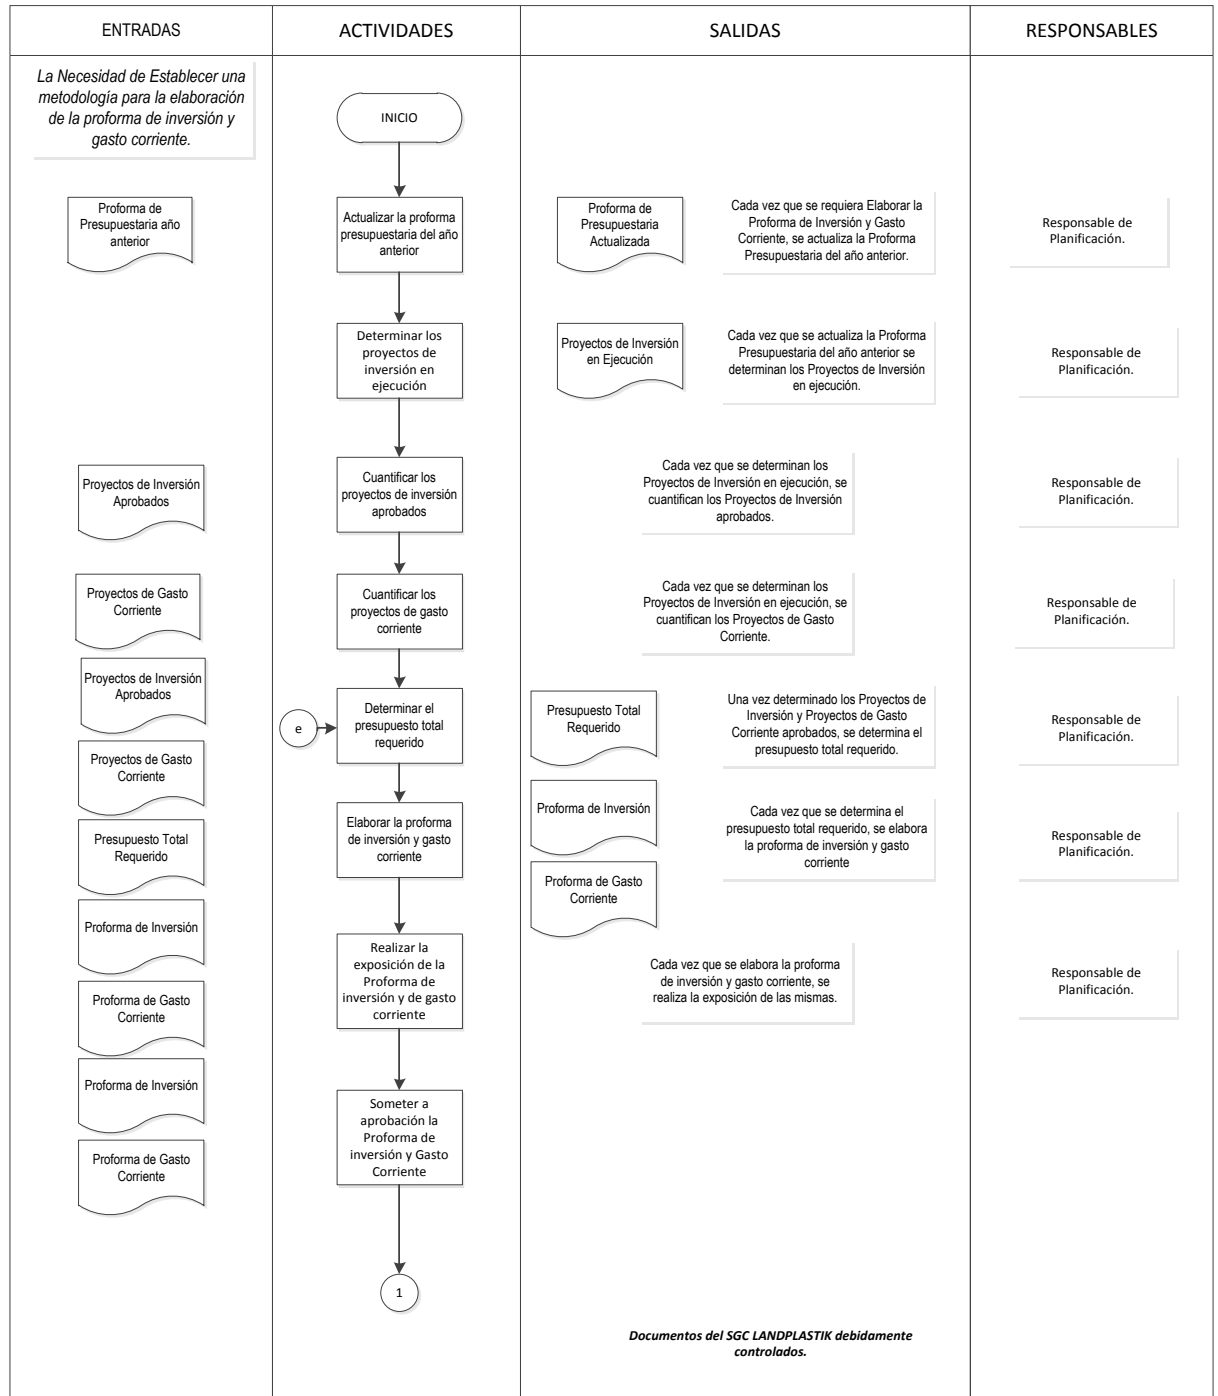 ENTRADAS
ACTIVIDADES
SALIDAS
RESPONSABLES
La Necesidad de Establecer una
metodología para la elaboración
de la proforma de inversión y
gasto corriente.
INICIO
Proforma de
Presupuestaria año
anterior
Actualizar la proforma
presupuestaria del año
anterior
Proforma de
Presupuestaria
Actualizada
Cada vez que se requiera Elaborar la
Proforma de Inversión y Gasto
Corriente, se actualiza la Proforma
Presupuestaria del año anterior.
Responsable de
Planificación.
Determinar los
proyectos de
inversión en
ejecución
Proyectos de Inversión
en Ejecución
Cada vez que se actualiza la Proforma
Presupuestaria del año anterior se
determinan los Proyectos de Inversión
en ejecución.
Responsable de
Planificación.
Proyectos de Inversión
Aprobados
Cuantificar los
proyectos de inversión
aprobados
Cada vez que se determinan los
Proyectos de Inversión en ejecución, se
cuantifican los Proyectos de Inversión
aprobados.
Responsable de
Planificación.
Proyectos de Gasto
Corriente
Cuantificar los
proyectos de gasto
corriente
Cada vez que se determinan los
Proyectos de Inversión en ejecución, se
cuantifican los Proyectos de Gasto
Corriente.
Responsable de
Planificación.
Proyectos de Inversión
Aprobados
Proyectos de Gasto
Corriente
e
Determinar el
presupuesto total
requerido
Presupuesto Total
Requerido
Una vez determinado los Proyectos de
Inversión y Proyectos de Gasto
Corriente aprobados, se determina el
presupuesto total requerido.
Responsable de
Planificación.
Presupuesto Total
Requerido
Elaborar la proforma
de inversión y gasto
corriente
Proforma de Inversión
Proforma de Gasto
Corriente
Cada vez que se determina el
presupuesto total requerido, se elabora
la proforma de inversión y gasto
corriente
Responsable de
Planificación.
Proforma de Inversión
Proforma de Gasto
Corriente
Realizar la
exposición de la
Proforma de
inversión y de gasto
corriente
Cada vez que se elabora la proforma
de inversión y gasto corriente, se
realiza la exposición de las mismas.
Responsable de
Planificación.
Proforma de Inversión
Proforma de Gasto
Corriente
Someter a
aprobación la
Proforma de
inversión y Gasto
Corriente
1
Documentos del SGC LANDPLASTIK debidamente
controlados.